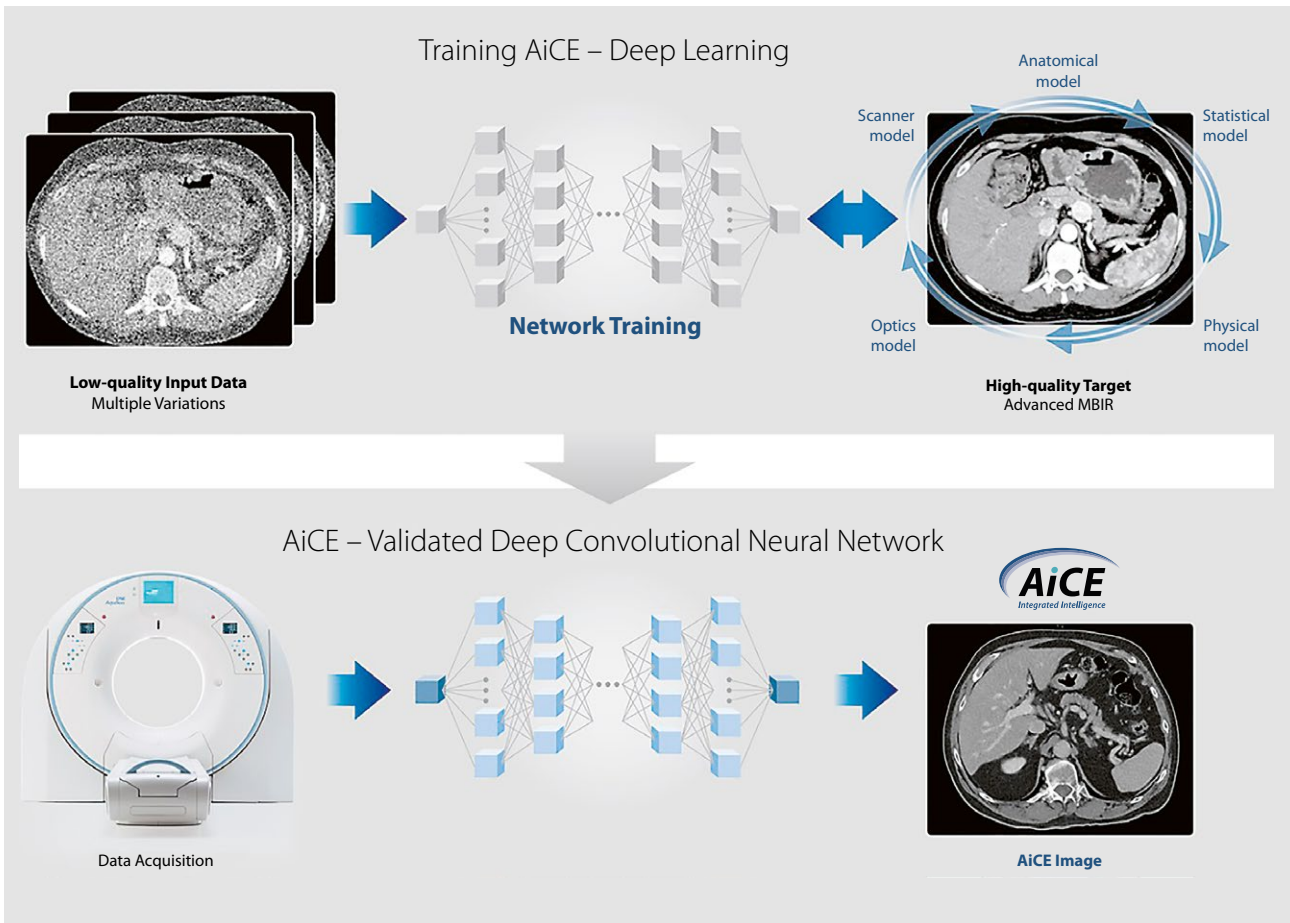 Training AiCE – Deep Learning
Anatomical
model
Scanner
model
Statistical
model
Network Training
Optics
model
Physical
model
Low-quality Input Data
Multiple Variations
High-quality Target
Advanced MBIR
AiCE – Validated Deep Convolutional Neural Network
AiCE
Integrated Intelligence
Data Acquisition
AiCE Image